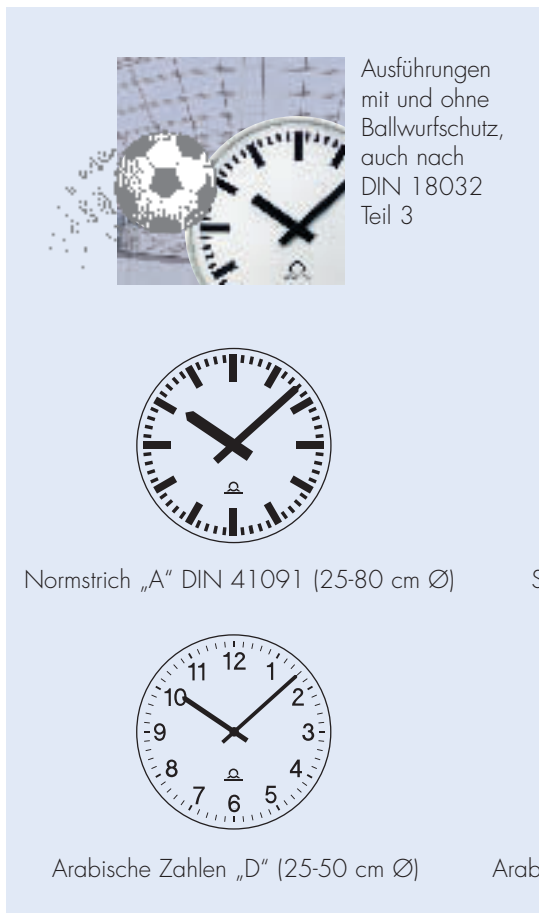 Ausführungen
mit und ohne
Ballwurfschutz,
auch nach
DIN 18032
Teil 3
Normstrich „A“ DIN 41091 (25-80 cm Ø)
S
12
11
1
10
2
9
3
8
4
7
5
6
Arabische Zahlen „D“ (25-50 cm Ø)
Arab